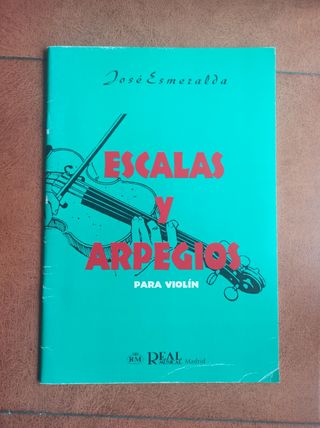 José Esmeralda
ESCALAS
y
ARPEGIOS
PARA VIOLÍN
RM REAL MUSICAL Madrid